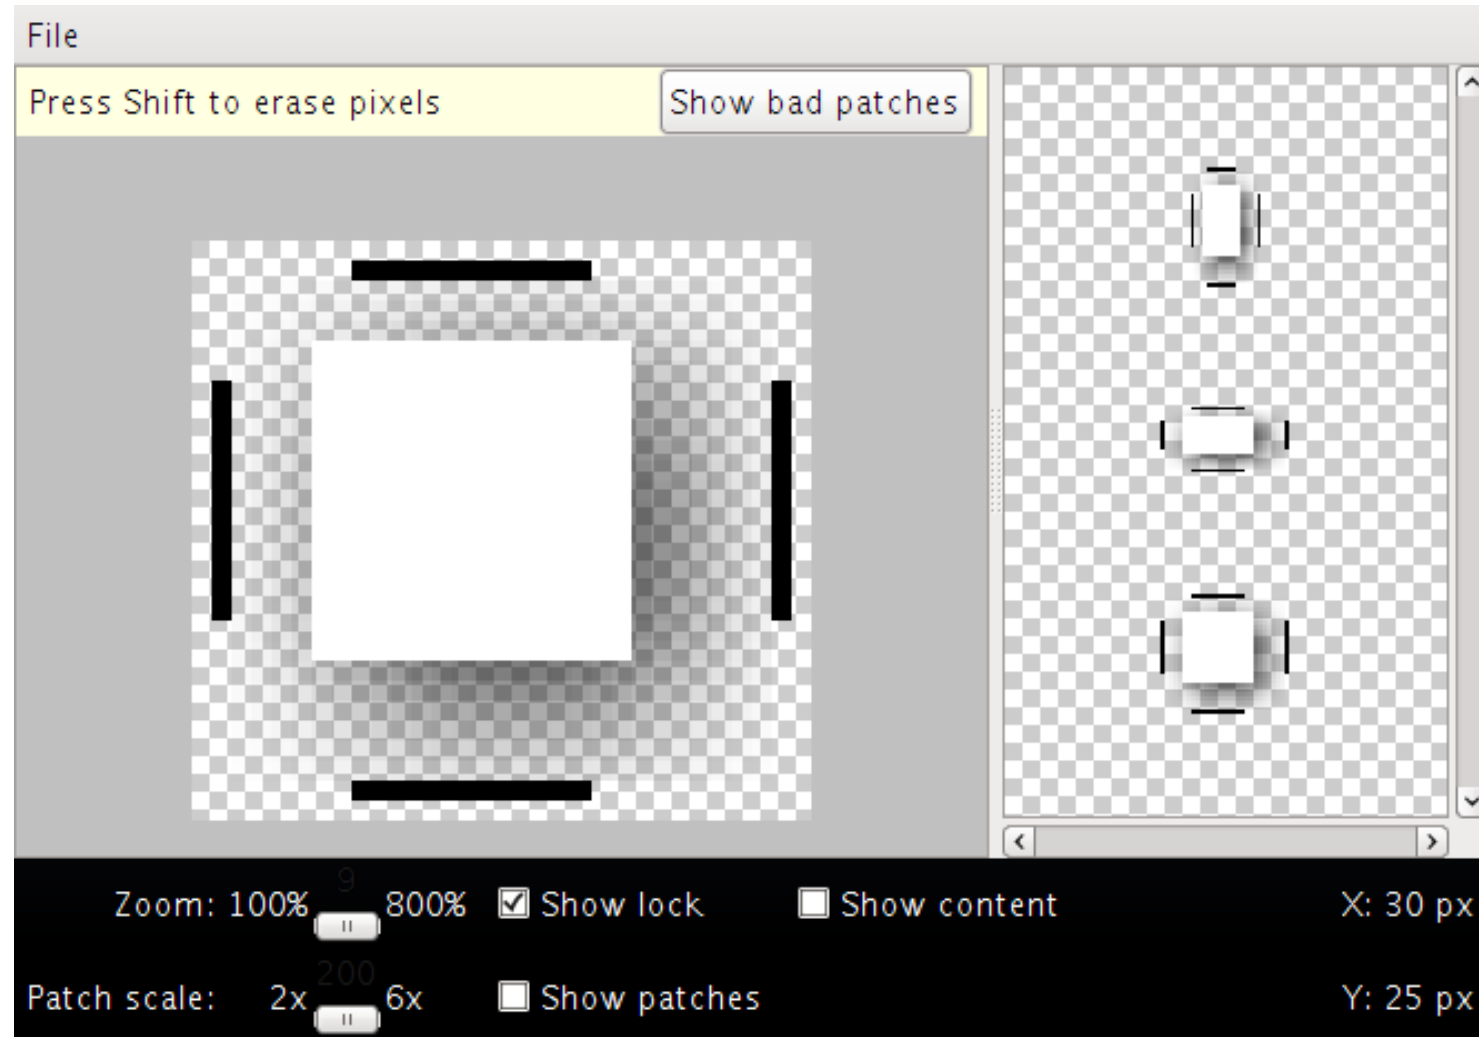 File
Press Shift to erase pixels Show bad patches
9
Zoom: 100% 800% Show lock Show content X: 30 px
200
Patch scale: 2x 6x Show patches Y: 25 px